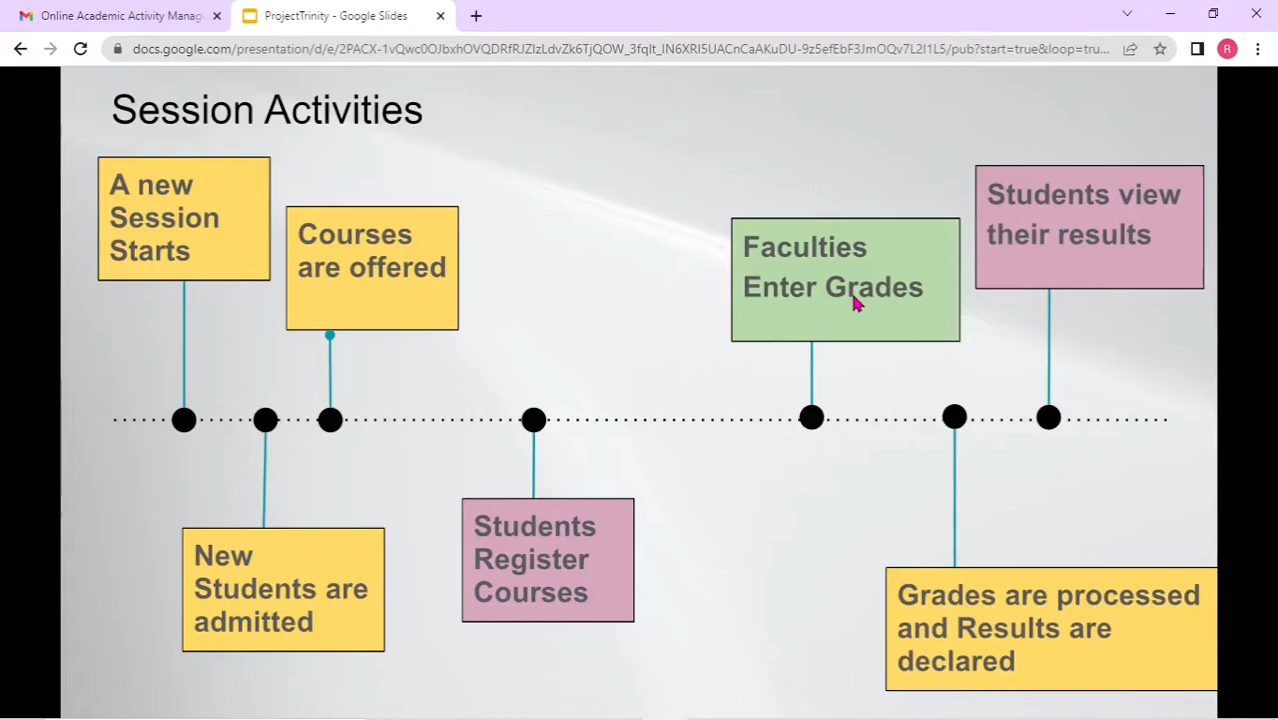 Online Academic Activity Manag
ProjectTrinity - Google Slides
docs.google.com/presentation/d/e/2PACX-1vQwc0OJbxhOVQDRfRJZIzLdvZk6TjQOW_3fqIt_IN6XRI5UACnCaAKuDU-9z5efEbF3JmOQv7L2I1L5/pub?start=true&loop=tru...
R
Session Activities
A new
Session
Starts
Courses
are offered
Faculties
Enter Grades
Students view
their results
New
Students are
admitted
Students
Register
Courses
Grades are processed
and Results are
declared